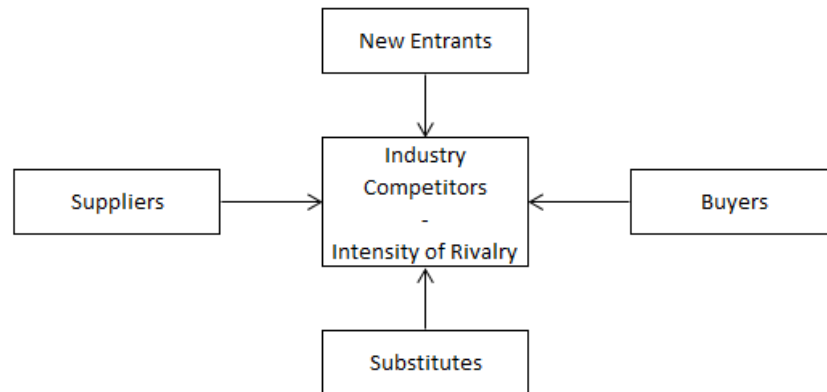 New Entrants
Industry
Competitors
-
Intensity of Rivalry
Suppliers
Buyers
Substitutes